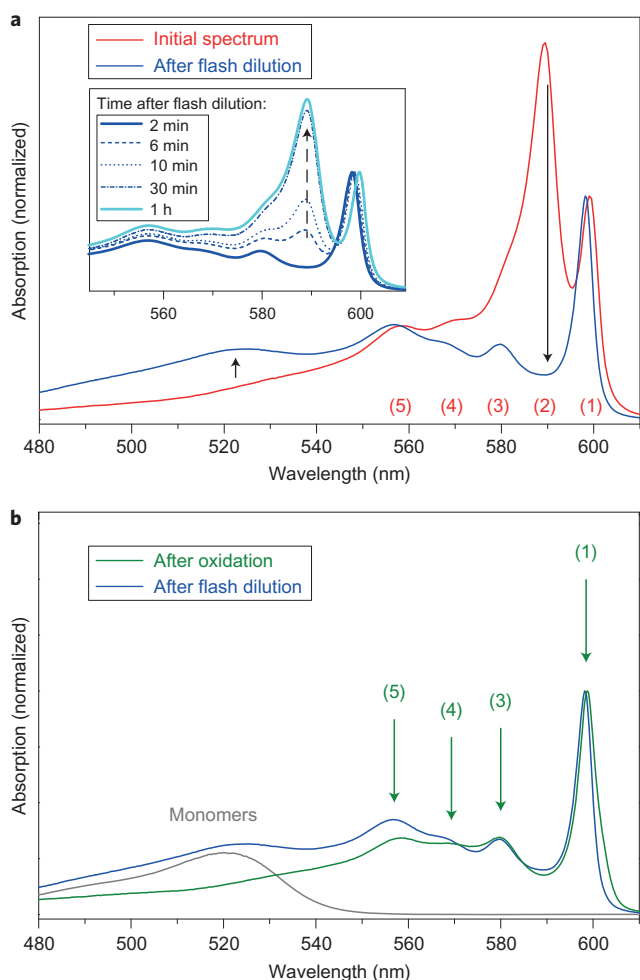 a
Initial spectrum
After flash dilution
Time after flash dilution:
2 min
6 min
10 min
30 min
1 h
560 580 600
Absorption (normalized)
(5) (4) (3) (2) (1)
480 500 520 540 560 580 600
Wavelength (nm)
b
After oxidation
After flash dilution
(1)
(3)
(4)
(5)
Monomers
Absorption (normalized)
480 500 520 540 560 580 600
Wavelength (nm)